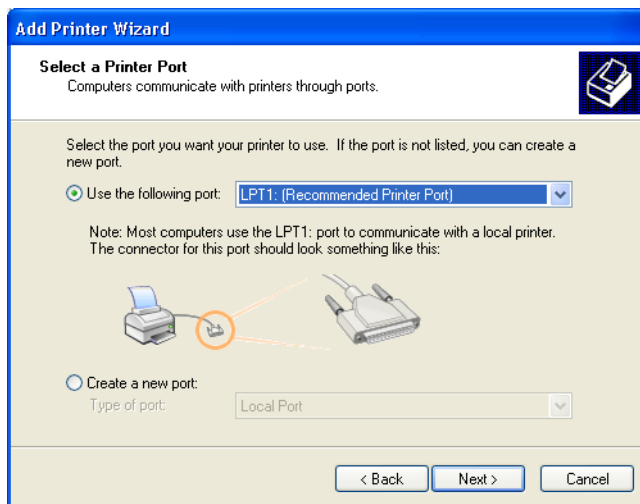 Add Printer Wizard
Select a Printer Port
Computers communicate with printers through ports.
Select the port you want your printer to use. If the port is not listed, you can create a
new port.
Use the following port: LPT1: (Recommended Printer Port)
Note: Most computers use the LPT1: port to communicate with a local printer.
The connector for this port should look something like this:
Create a new port:
Type of port: Local Port
< Back Next > Cancel